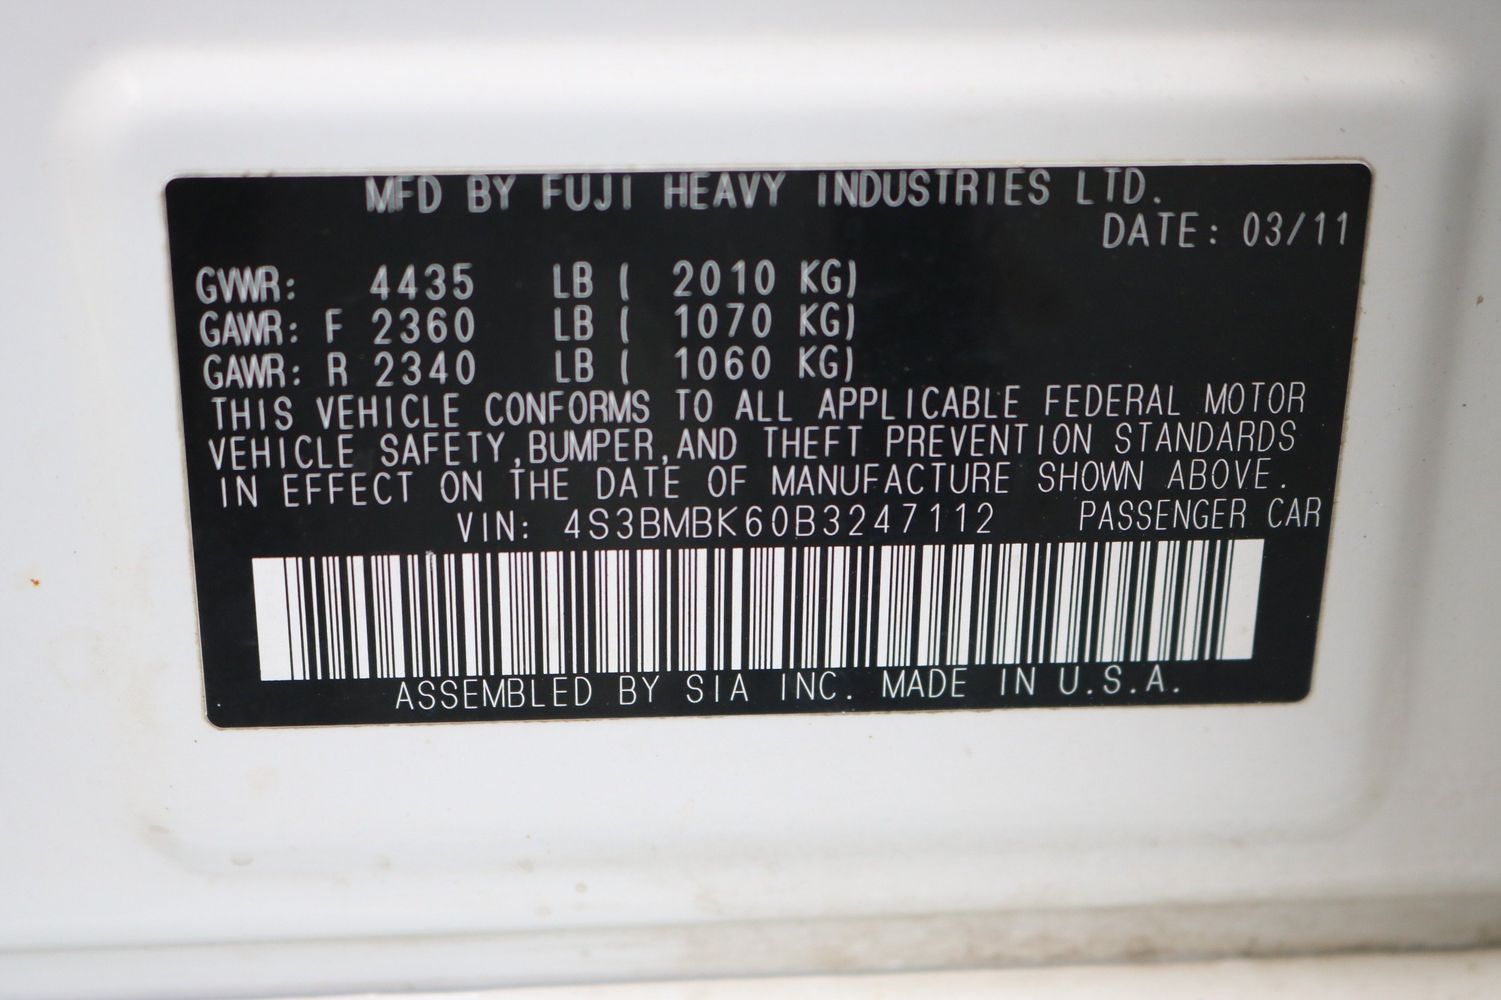 MFD BY FUJI HEAVY INDUSTRIES LTD.
DATE: 03/11
GVWR: 4435 LB ( 2010 KG)
GAWR: F 2360 LB ( 1070 KG)
GAWR: R 2340 LB ( 1060 KG)
THIS VEHICLE CONFORMS TO ALL APPLICABLE FEDERAL MOTOR
VEHICLE SAFETY,BUMPER,AND THEFT PREVENTION STANDARDS
IN EFFECT ON THE DATE OF MANUFACTURE SHOWN ABOVE.
VIN: 4S3BMBK60B3247112 PASSENGER CAR
ASSEMBLED BY SIA INC. MADE IN U.S.A.